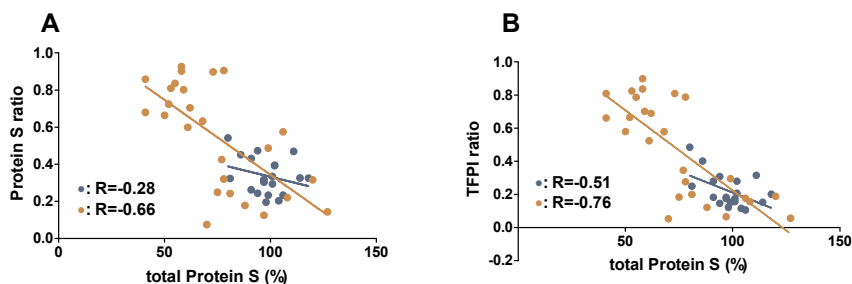 A
Protein S ratio
1.0
0.8
0.6
0.4
0.2
0.0
: R=-0.28
: R=-0.66
0
50
100
150
total Protein S (%)
B
TFPI ratio
1.0
0.8
0.6
0.4
0.2
0.0
-0.2
: R=-0.51
: R=-0.76
50
100
150
total Protein S (%)